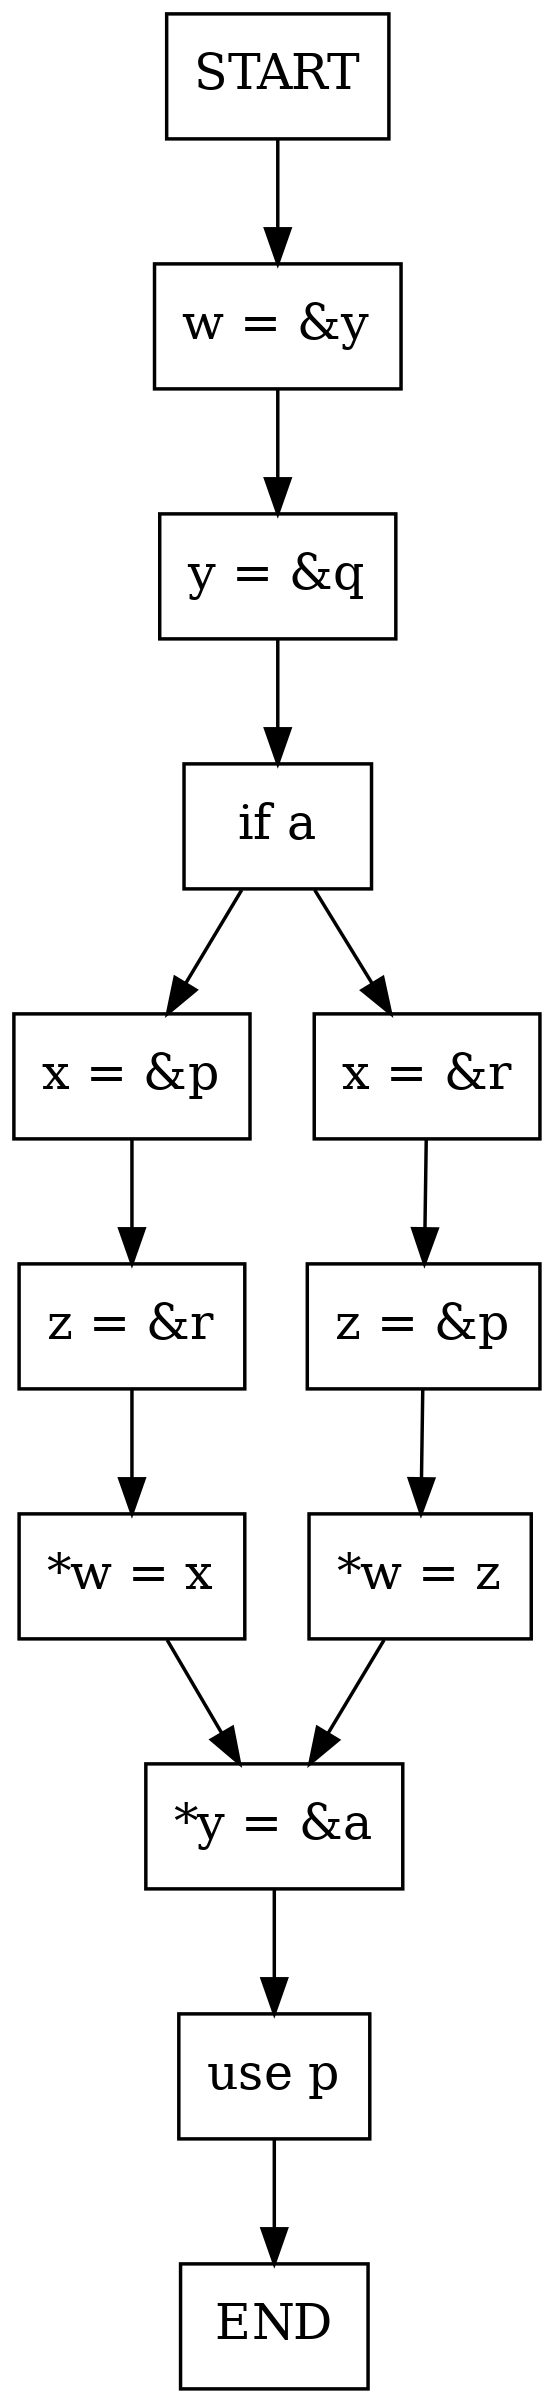 START
w = &y
y = &q
if a
x = &p
x = &r
z = &r
z = &p
*w = x
*w = z
*y = &a
use p
END